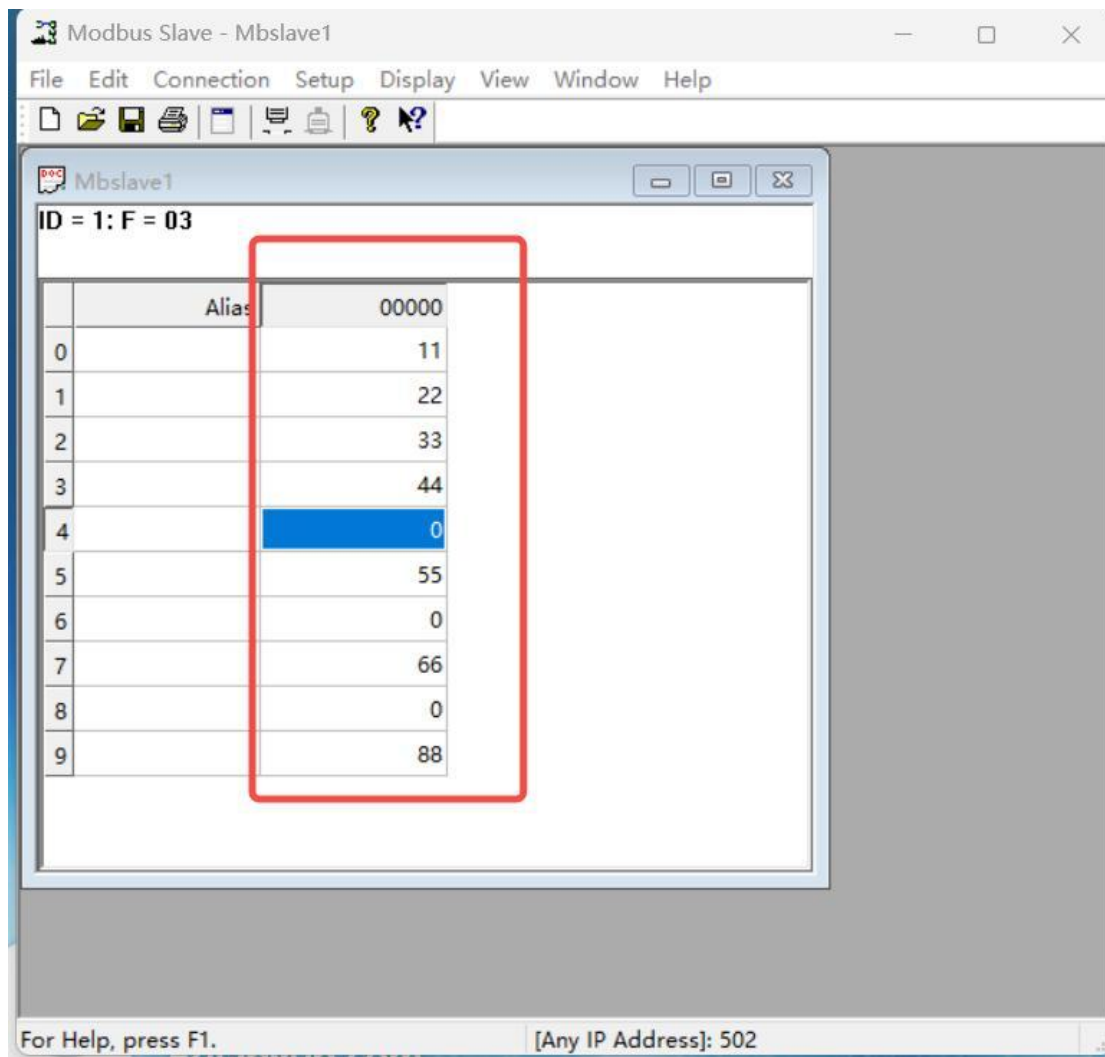 Modbus Slave - Mbslave1
File Edit Connection Setup Display View Window Help
Mbslave1
ID = 1: F = 03
Alias 00000
0 11
1 22
2 33
3 44
4 0
5 55
6 0
7 66
8 0
9 88
For Help, press F1. [Any IP Address]: 502